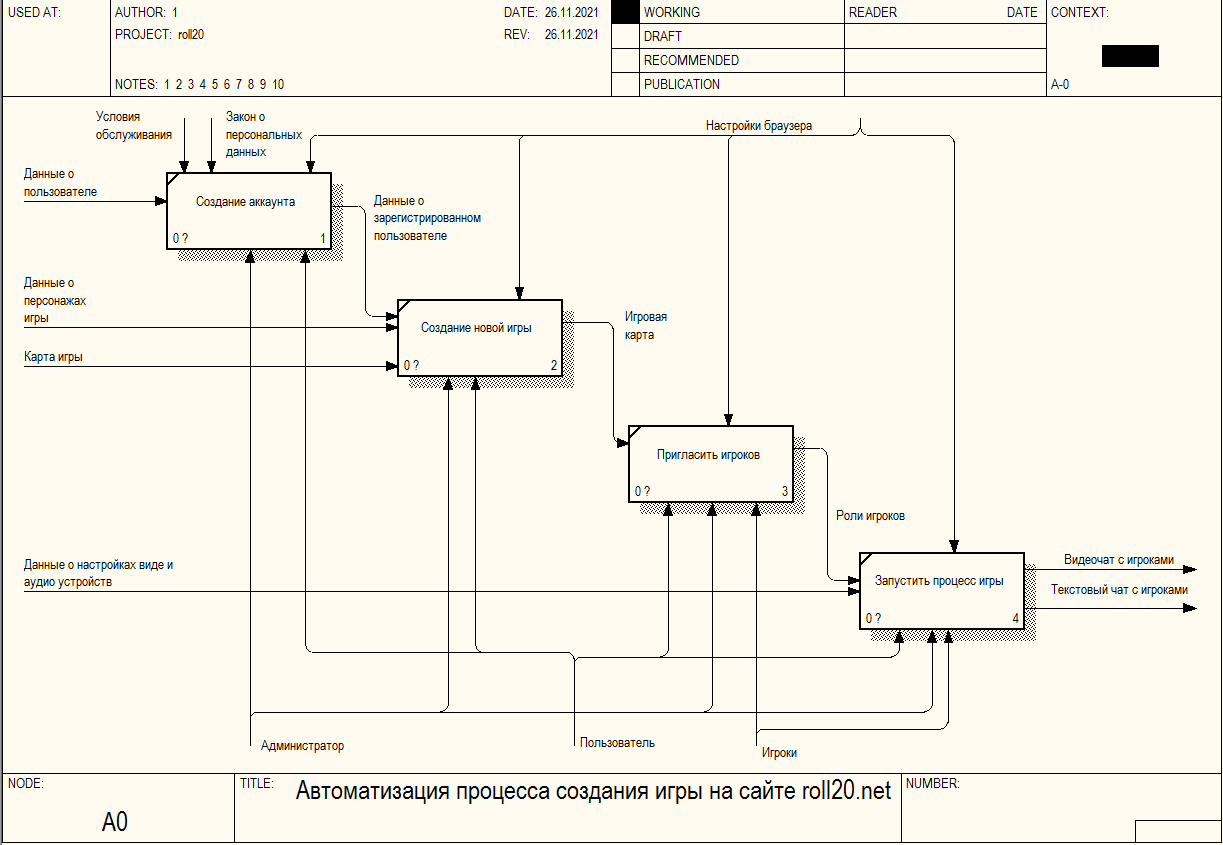 USED AT:
AUTHOR: 1
DATE: 26.11.2021
WORKING
READER
DATE
CONTEXT:
PROJECT: roll20
REV: 26.11.2021
DRAFT
RECOMMENDED
NOTES: 1 2 3 4 5 6 7 8 9 10
PUBLICATION
A-0
Условия
обслуживания
Закон о
персональных
данных
Настройки браузера
Данные о
пользователе
Создание аккаунта
0 ?
1
Данные о
зарегистрированном
пользователе
Данные о
персонажах
игры
Создание новой игры
0 ?
2
Карта игры
Игровая
карта
Пригласить игроков
0 ?
3
Роли игроков
Данные о настройках виде и
аудио устройств
Запустить процесс игры
0 ?
4
Видеочат с игроками
Текстовый чат с игроками
Администратор
Пользователь
Игроки
NODE:
A0
TITLE:
Автоматизация процесса создания игры на сайте roll20.net
NUMBER: